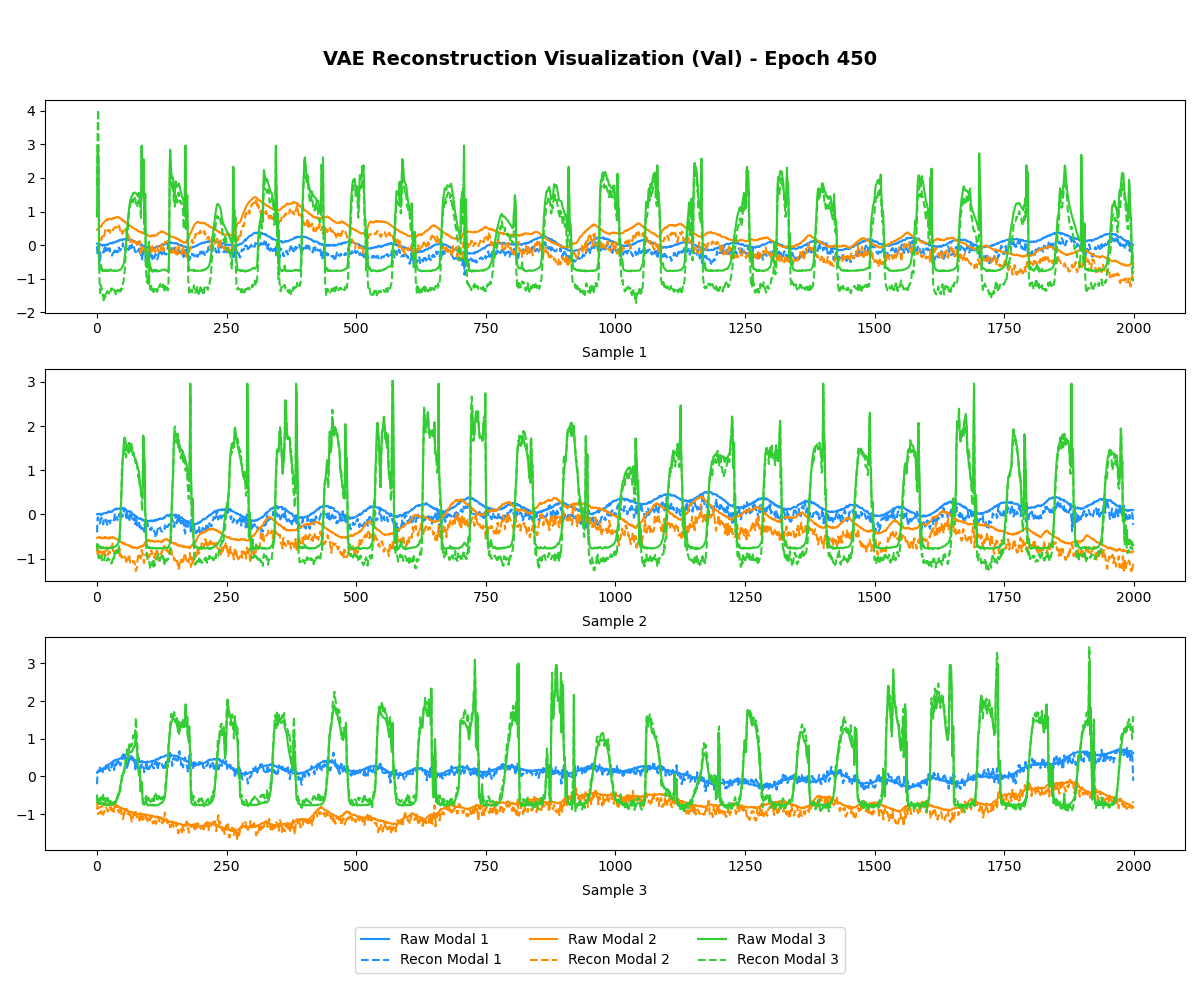 VAE Reconstruction Visualization (Val) - Epoch 450
4
3
2
1
0
−1
−2
0 250 500 750 1000 1250 1500 1750 2000
Sample 1
3
2
1
0
−1
0 250 500 750 1000 1250 1500 1750 2000
Sample 2
3
2
1
0
−1
0 250 500 750 1000 1250 1500 1750 2000
Sample 3
Raw Modal 1 Raw Modal 2 Raw Modal 3
Recon Modal 1 Recon Modal 2 Recon Modal 3